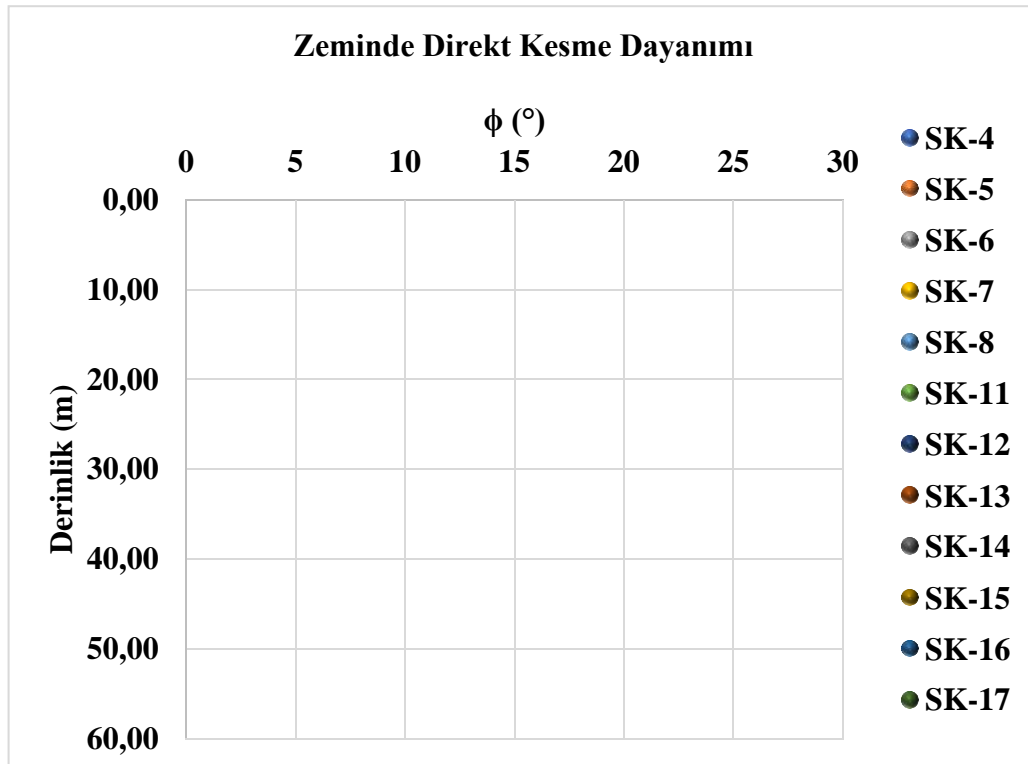 Zeminde Direkt Kesme Dayanımı
ϕ (°)
0 5 10 15 20 25 30
0,00
10,00
20,00
30,00
40,00
50,00
60,00
Derinlik (m)
SK-4
SK-5
SK-6
SK-7
SK-8
SK-11
SK-12
SK-13
SK-14
SK-15
SK-16
SK-17